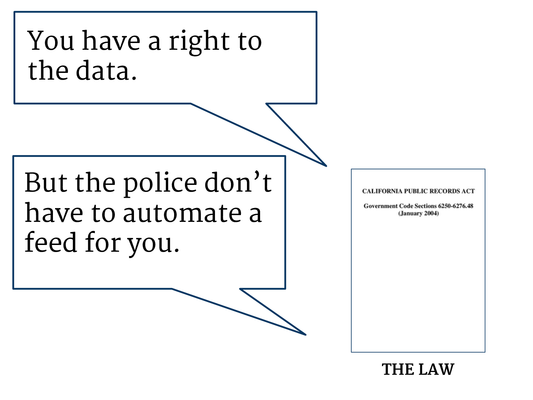 You have a right to
the data.
But the police don’t
have to automate a
feed for you.
CALIFORNIA PUBLIC RECORDS ACT
Government Code Sections 6250-6276.48
(January 2004)
THE LAW